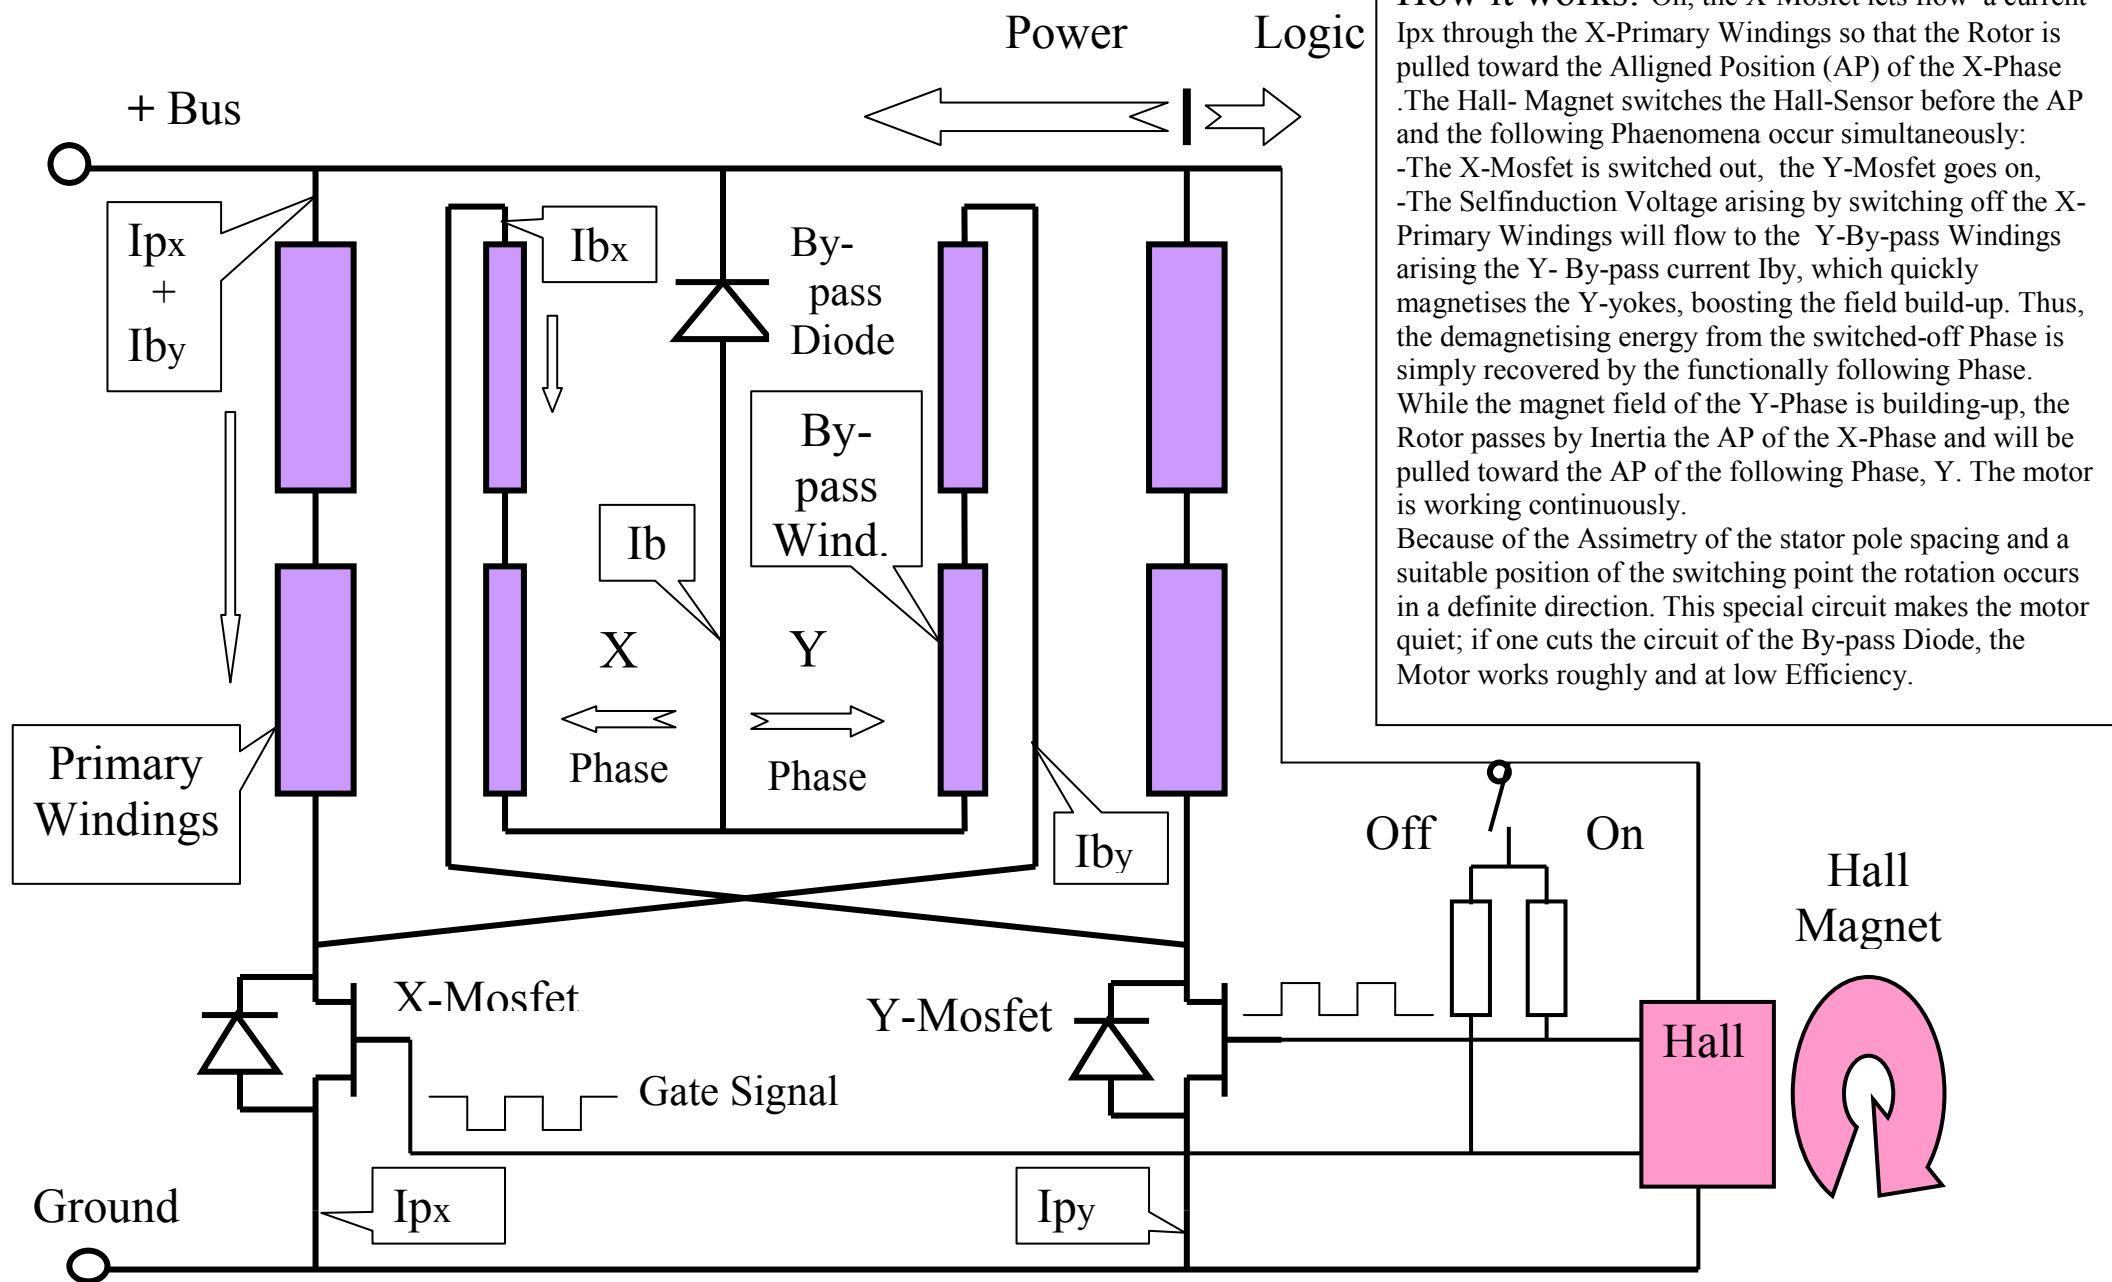 Power
Logic
How it works: On, the X-Mosfet lets flow a current
Ipx through the X-Primary Windings so that the Rotor is
pulled toward the Alligned Position (AP) of the X-Phase
.The Hall- Magnet switches the Hall-Sensor before the AP
and the following Phaenomena occur simultaneously:
-The X-Mosfet is switched out, the Y-Mosfet goes on,
-The Selfinduction Voltage arising by switching off the X-
Primary Windings will flow to the Y-By-pass Windings
arising the Y- By-pass current Iby, which quickly
magnetises the Y-yokes, boosting the field build-up. Thus,
the demagnetising energy from the switched-off Phase is
simply recovered by the functionally following Phase.
While the magnet field of the Y-Phase is building-up, the
Rotor passes by Inertia the AP of the X-Phase and will be
pulled toward the AP of the following Phase, Y. The motor
is working continuously.
Because of the Assimetry of the stator pole spacing and a
suitable position of the switching point the rotation occurs
in a definite direction. This special circuit makes the motor
quiet; if one cuts the circuit of the By-pass Diode, the
Motor works roughly and at low Efficiency.
+ Bus
Ipx
+
Iby
Ibx
By-
pass
Diode
By-
pass
Wind.
Ib
X
Y
Phase
Phase
Primary
Windings
Iby
Off
On
Hall
Magnet
X-Mosfet
Y-Mosfet
Hall
Gate Signal
Ground
Ipx
Ipy